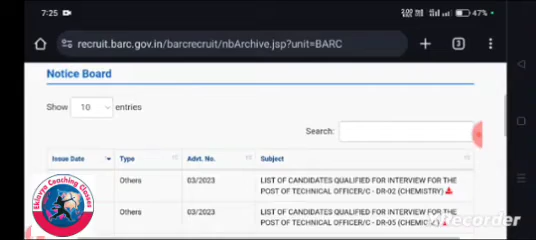 7:25
47%
recruit.barc.gov.in/barcrecruit/nbArchive.jsp?unit=BARC
3
Notice Board
Show 10 entries
Search:
Issue Date Type Advt. No. Subject
Others 03/2023 LIST OF CANDIDATES QUALIFIED FOR INTERVIEW FOR THE
POST OF TECHNICAL OFFICER/C - DR-02 (CHEMISTRY)
Others 03/2023 LIST OF CANDIDATES QUALIFIED FOR INTERVIEW FOR THE
POST OF TECHNICAL OFFICER/C - DR-05 (CHEMISTRY)
Eklavya Coaching Classes
Recorder